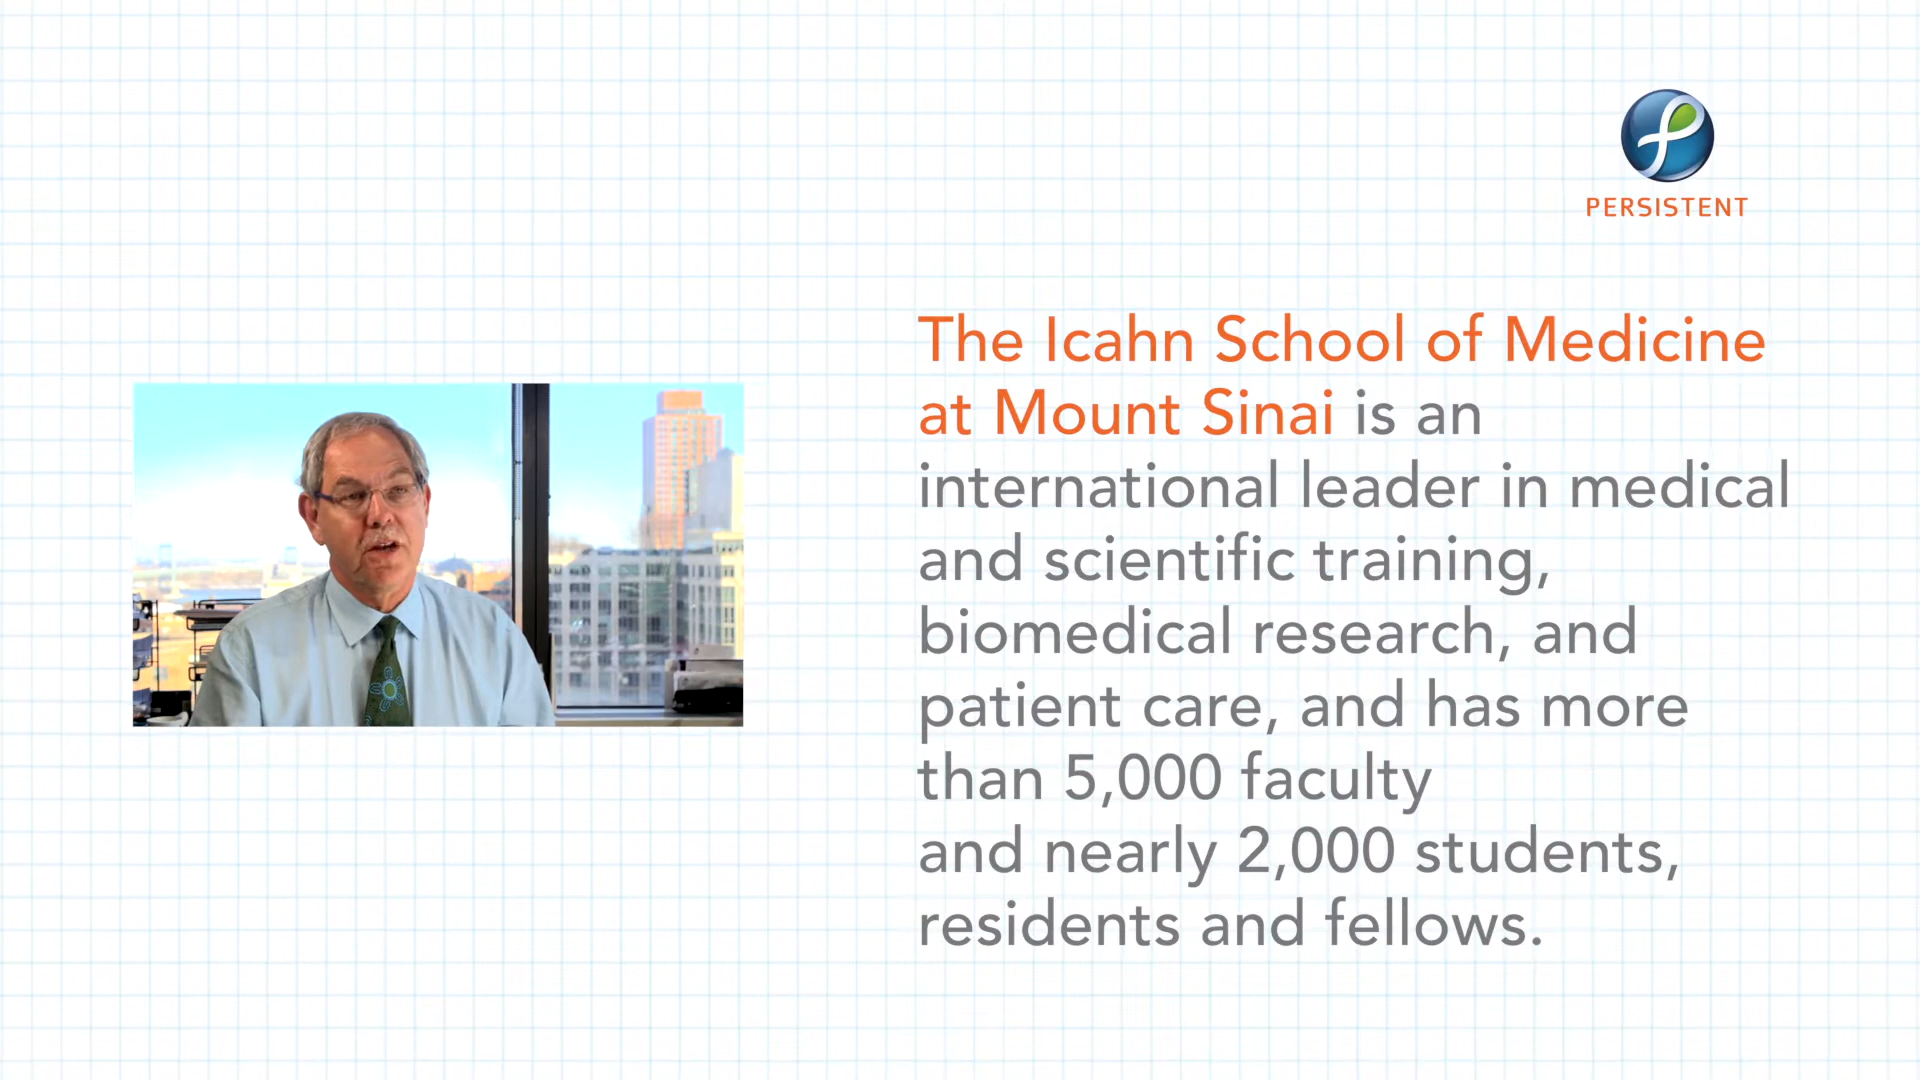 PERSISTENT
The Icahn School of Medicine
at Mount Sinai is an
international leader in medical
and scientific training,
biomedical research, and
patient care, and has more
than 5,000 faculty
and nearly 2,000 students,
residents and fellows.